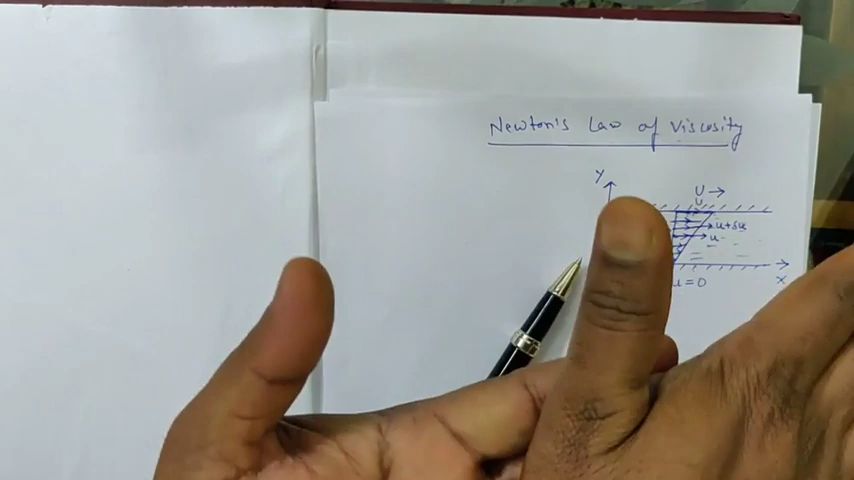 Newton's Law of Viscosity
Y
U →
U
u+δu
u
u=0
X